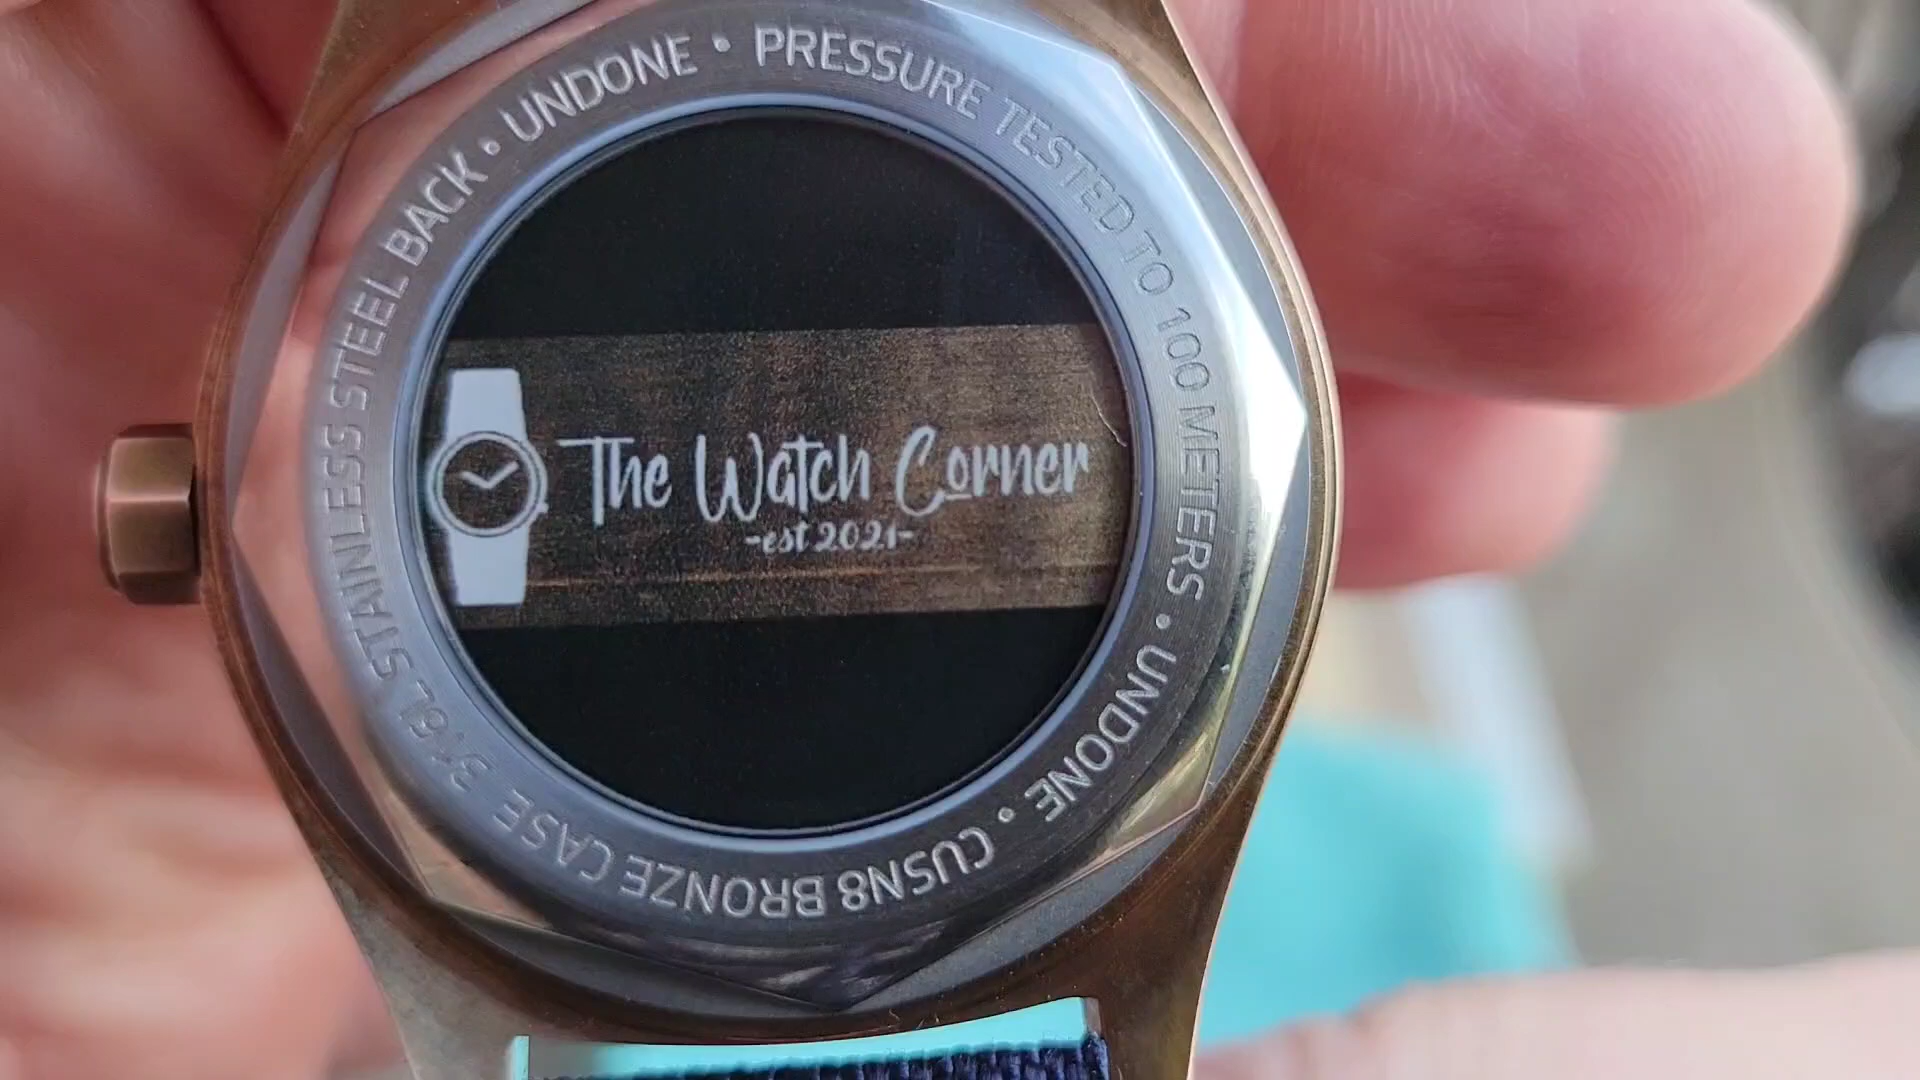 UNDONE • PRESSURE TESTED TO 100 METERS • UNDONE • CUSN8 BRONZE CASE 316L STAINLESS STEEL BACK •
The Watch Corner
-est 2021-